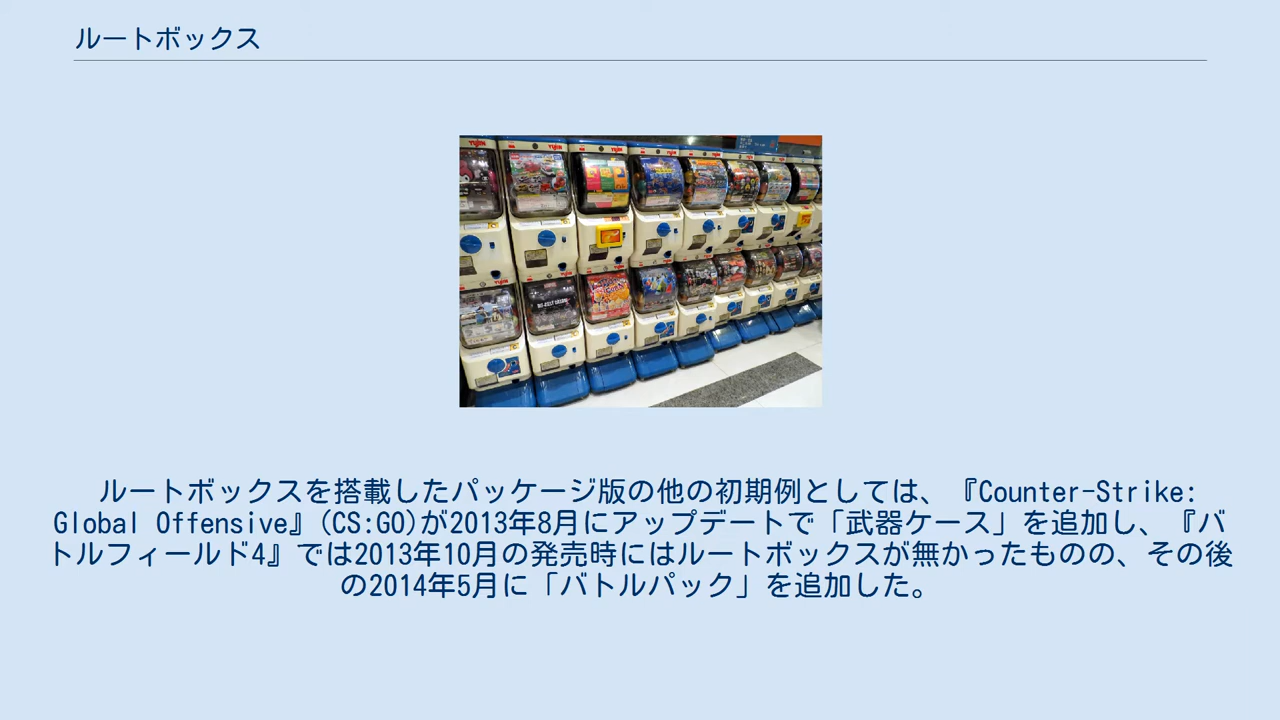 ルートボックス
ルートボックスを搭載したパッケージ版の他の初期例としては、『Counter-Strike:
Global Offensive』(CS:GO)が2013年8月にアップデートで「武器ケース」を追加し、『バ
トルフィールド4』では2013年10月の発売時にはルートボックスが無かったものの、その後
の2014年5月に「バトルパック」を追加した。